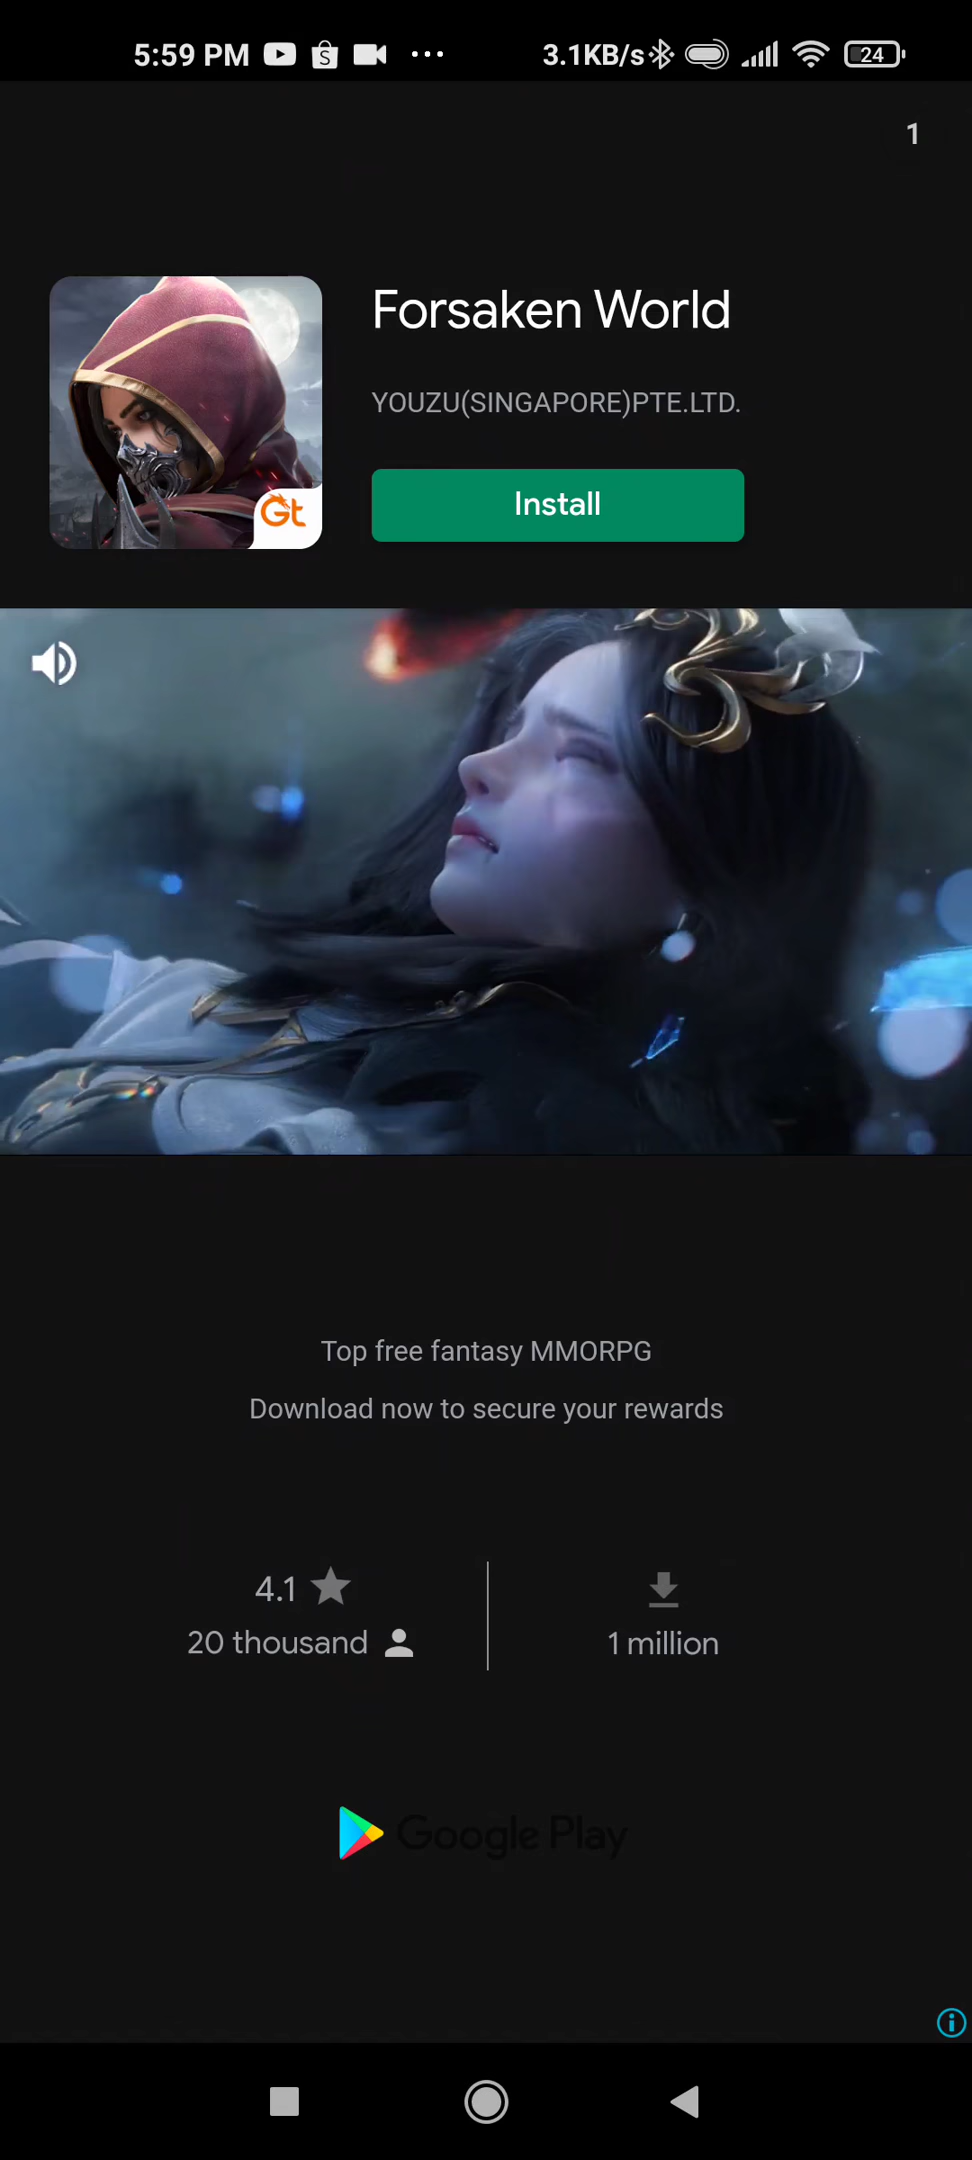 5:59 PM
3.1KB/s
24
1
Forsaken World
YOUZU(SINGAPORE)PTE.LTD.
Gt
Install
Top free fantasy MMORPG
Download now to secure your rewards
4.1
20 thousand
1 million
Google Play